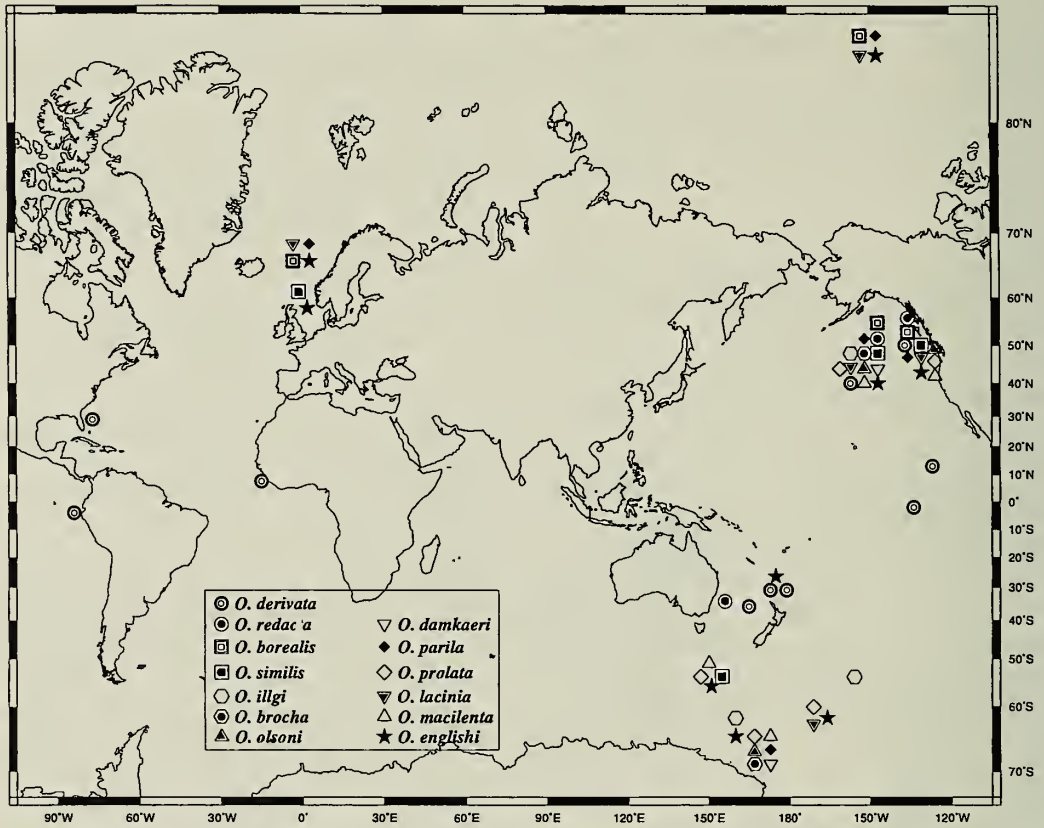 80°N
70°N
60°N
50°N
40°N
30°N
20°N
10°N
0°
10°S
20°S
30°S
40°S
50°S
60°S
70°S
O. derivata
O. redac a O. damkaeri
O. borealis O. parila
O. similis O. prolata
O. illgi O. lacinia
O. brocha O. macilenta
O. olsoni O. englishi
90°W 60°W 30°W 0° 30°E 60°E 90°E 120°E 150°E 180° 150°W 120°W